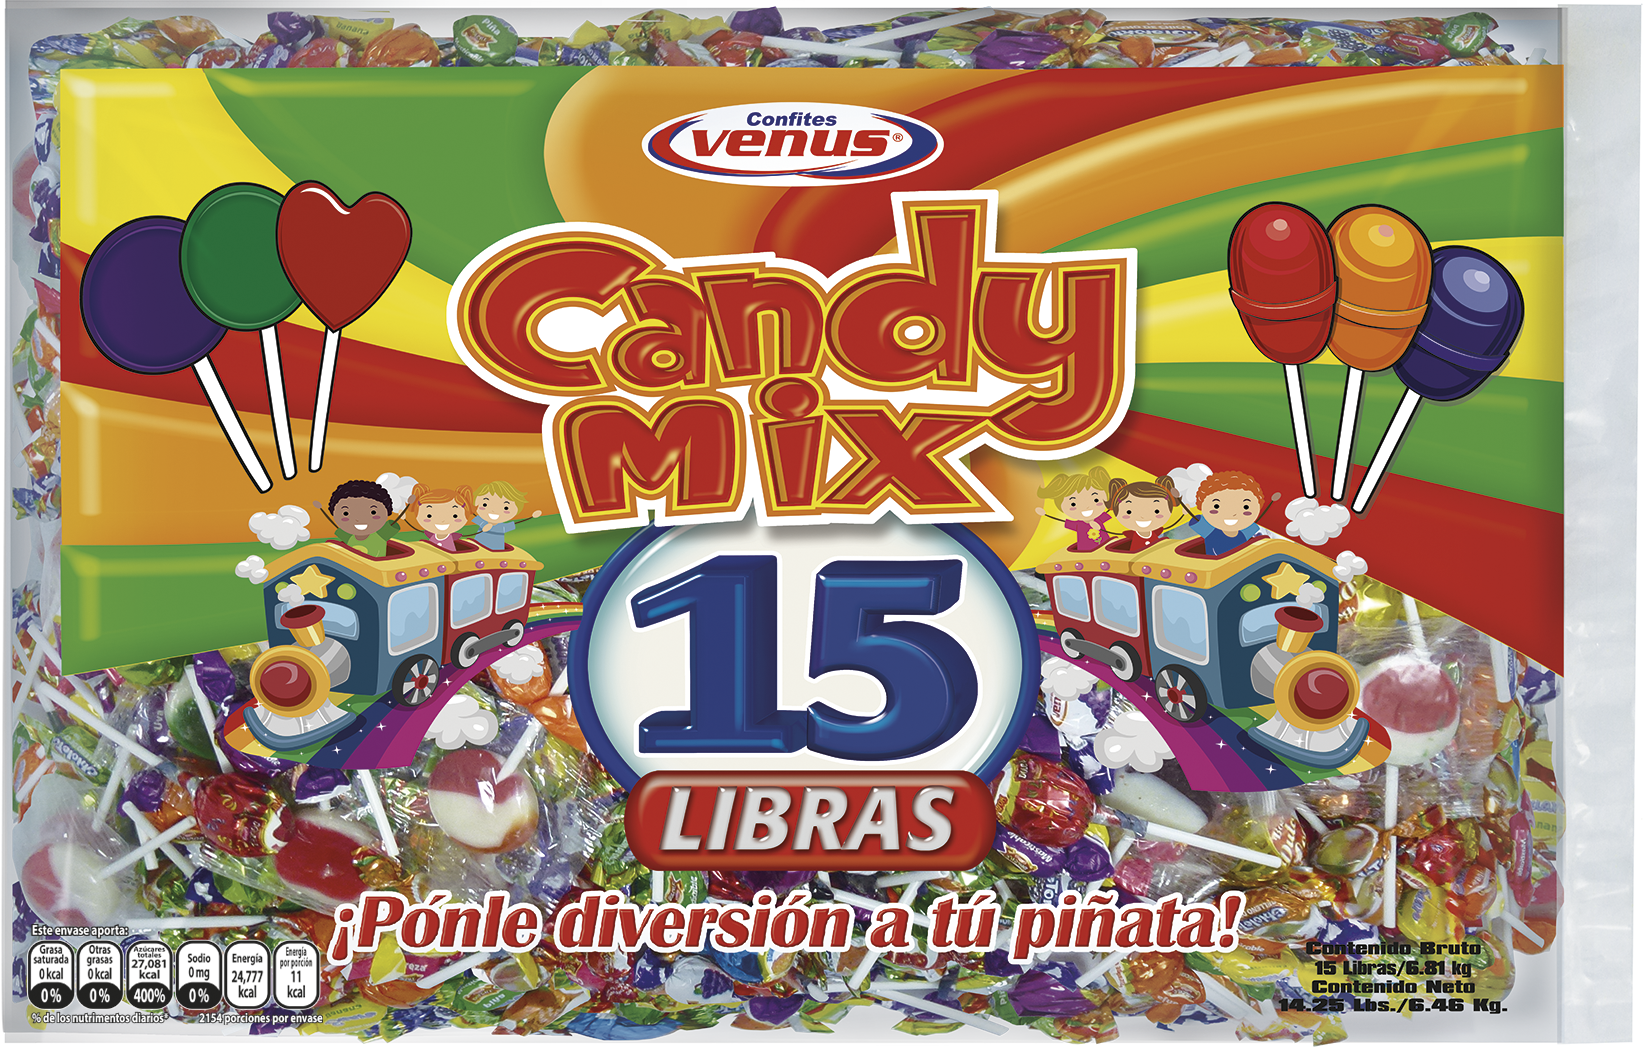 Confites
venus®
Candy
Mix
15
LIBRAS
¡Pónle diversión a tú piñata!
Este envase aporta:
Grasa saturada 0 kcal 0 %
Otras grasas 0 kcal 0 %
Azúcares totales 27,081 kcal 400%
Sodio 0 mg 0 %
Energía 24,777 kcal
Energía por porción 11 kcal
% de los nutrimentos diarios*
2154 porciones por envase
Contenido Bruto
15 Libras/6.81 kg
Contenido Neto
14.25 Lbs./6.46 Kg.